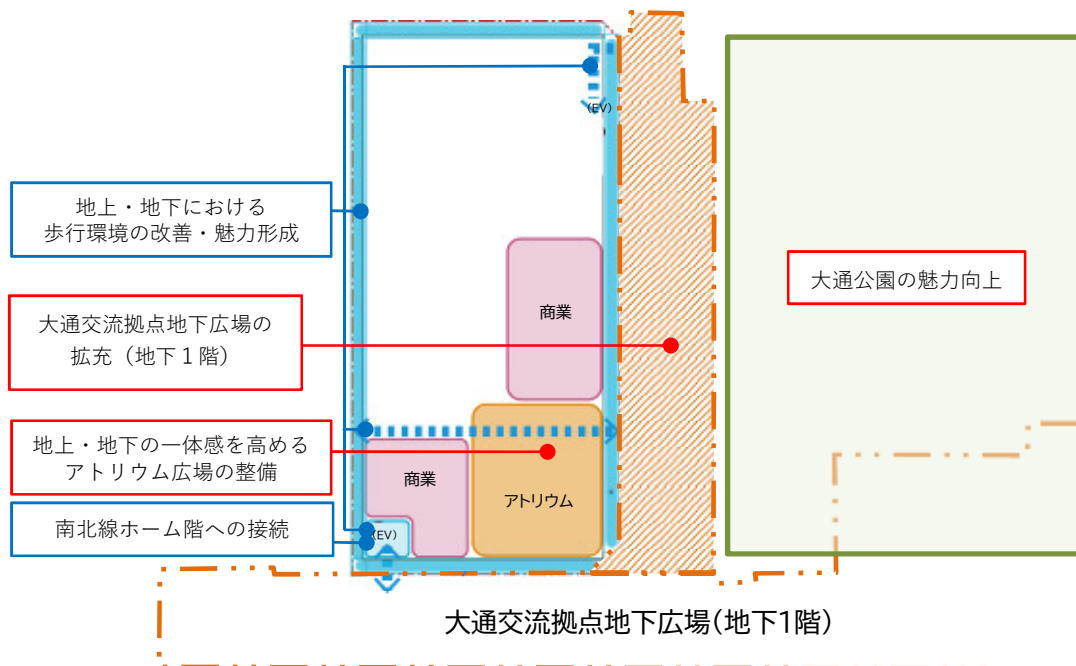 (EV)
地上・地下における
歩行環境の改善・魅力形成
大通公園の魅力向上
商業
大通交流拠点地下広場の
拡充（地下１階）
地上・地下の一体感を高める
アトリウム広場の整備
商業
アトリウム
南北線ホーム階への接続
(EV)
大通交流拠点地下広場(地下1階)